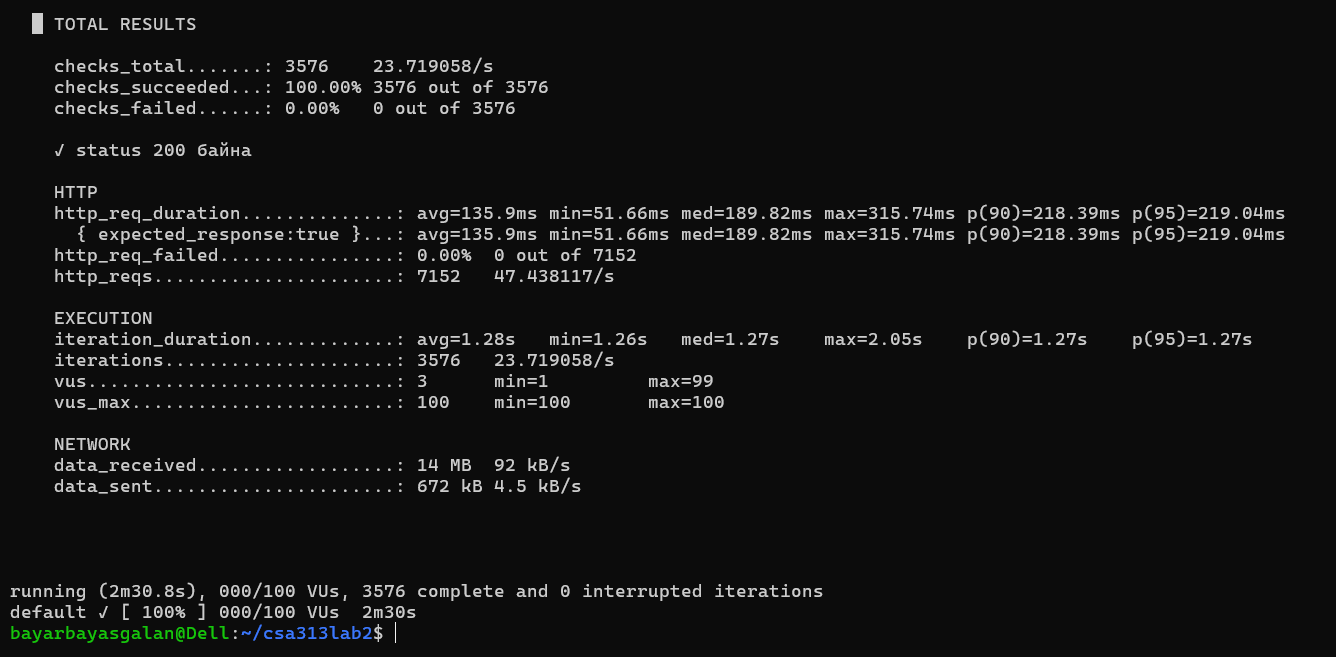 █ TOTAL RESULTS
checks_total.......: 3576    23.719058/s
checks_succeeded...: 100.00% 3576 out of 3576
checks_failed......: 0.00%   0 out of 3576
✓ status 200 байна
HTTP
http_req_duration..............: avg=135.9ms min=51.66ms med=189.82ms max=315.74ms p(90)=218.39ms p(95)=219.04ms
{ expected_response:true }...: avg=135.9ms min=51.66ms med=189.82ms max=315.74ms p(90)=218.39ms p(95)=219.04ms
http_req_failed................: 0.00%  0 out of 7152
http_reqs......................: 7152   47.438117/s
EXECUTION
iteration_duration.............: avg=1.28s   min=1.26s   med=1.27s    max=2.05s    p(90)=1.27s    p(95)=1.27s
iterations.....................: 3576   23.719058/s
vus............................: 3      min=1         max=99
vus_max........................: 100    min=100       max=100
NETWORK
data_received..................: 14 MB  92 kB/s
data_sent......................: 672 kB 4.5 kB/s
running (2m30.8s), 000/100 VUs, 3576 complete and 0 interrupted iterations
default ✓ [ 100% ] 000/100 VUs  2m30s
bayarbayasgalan@Dell:~/csa313lab2$